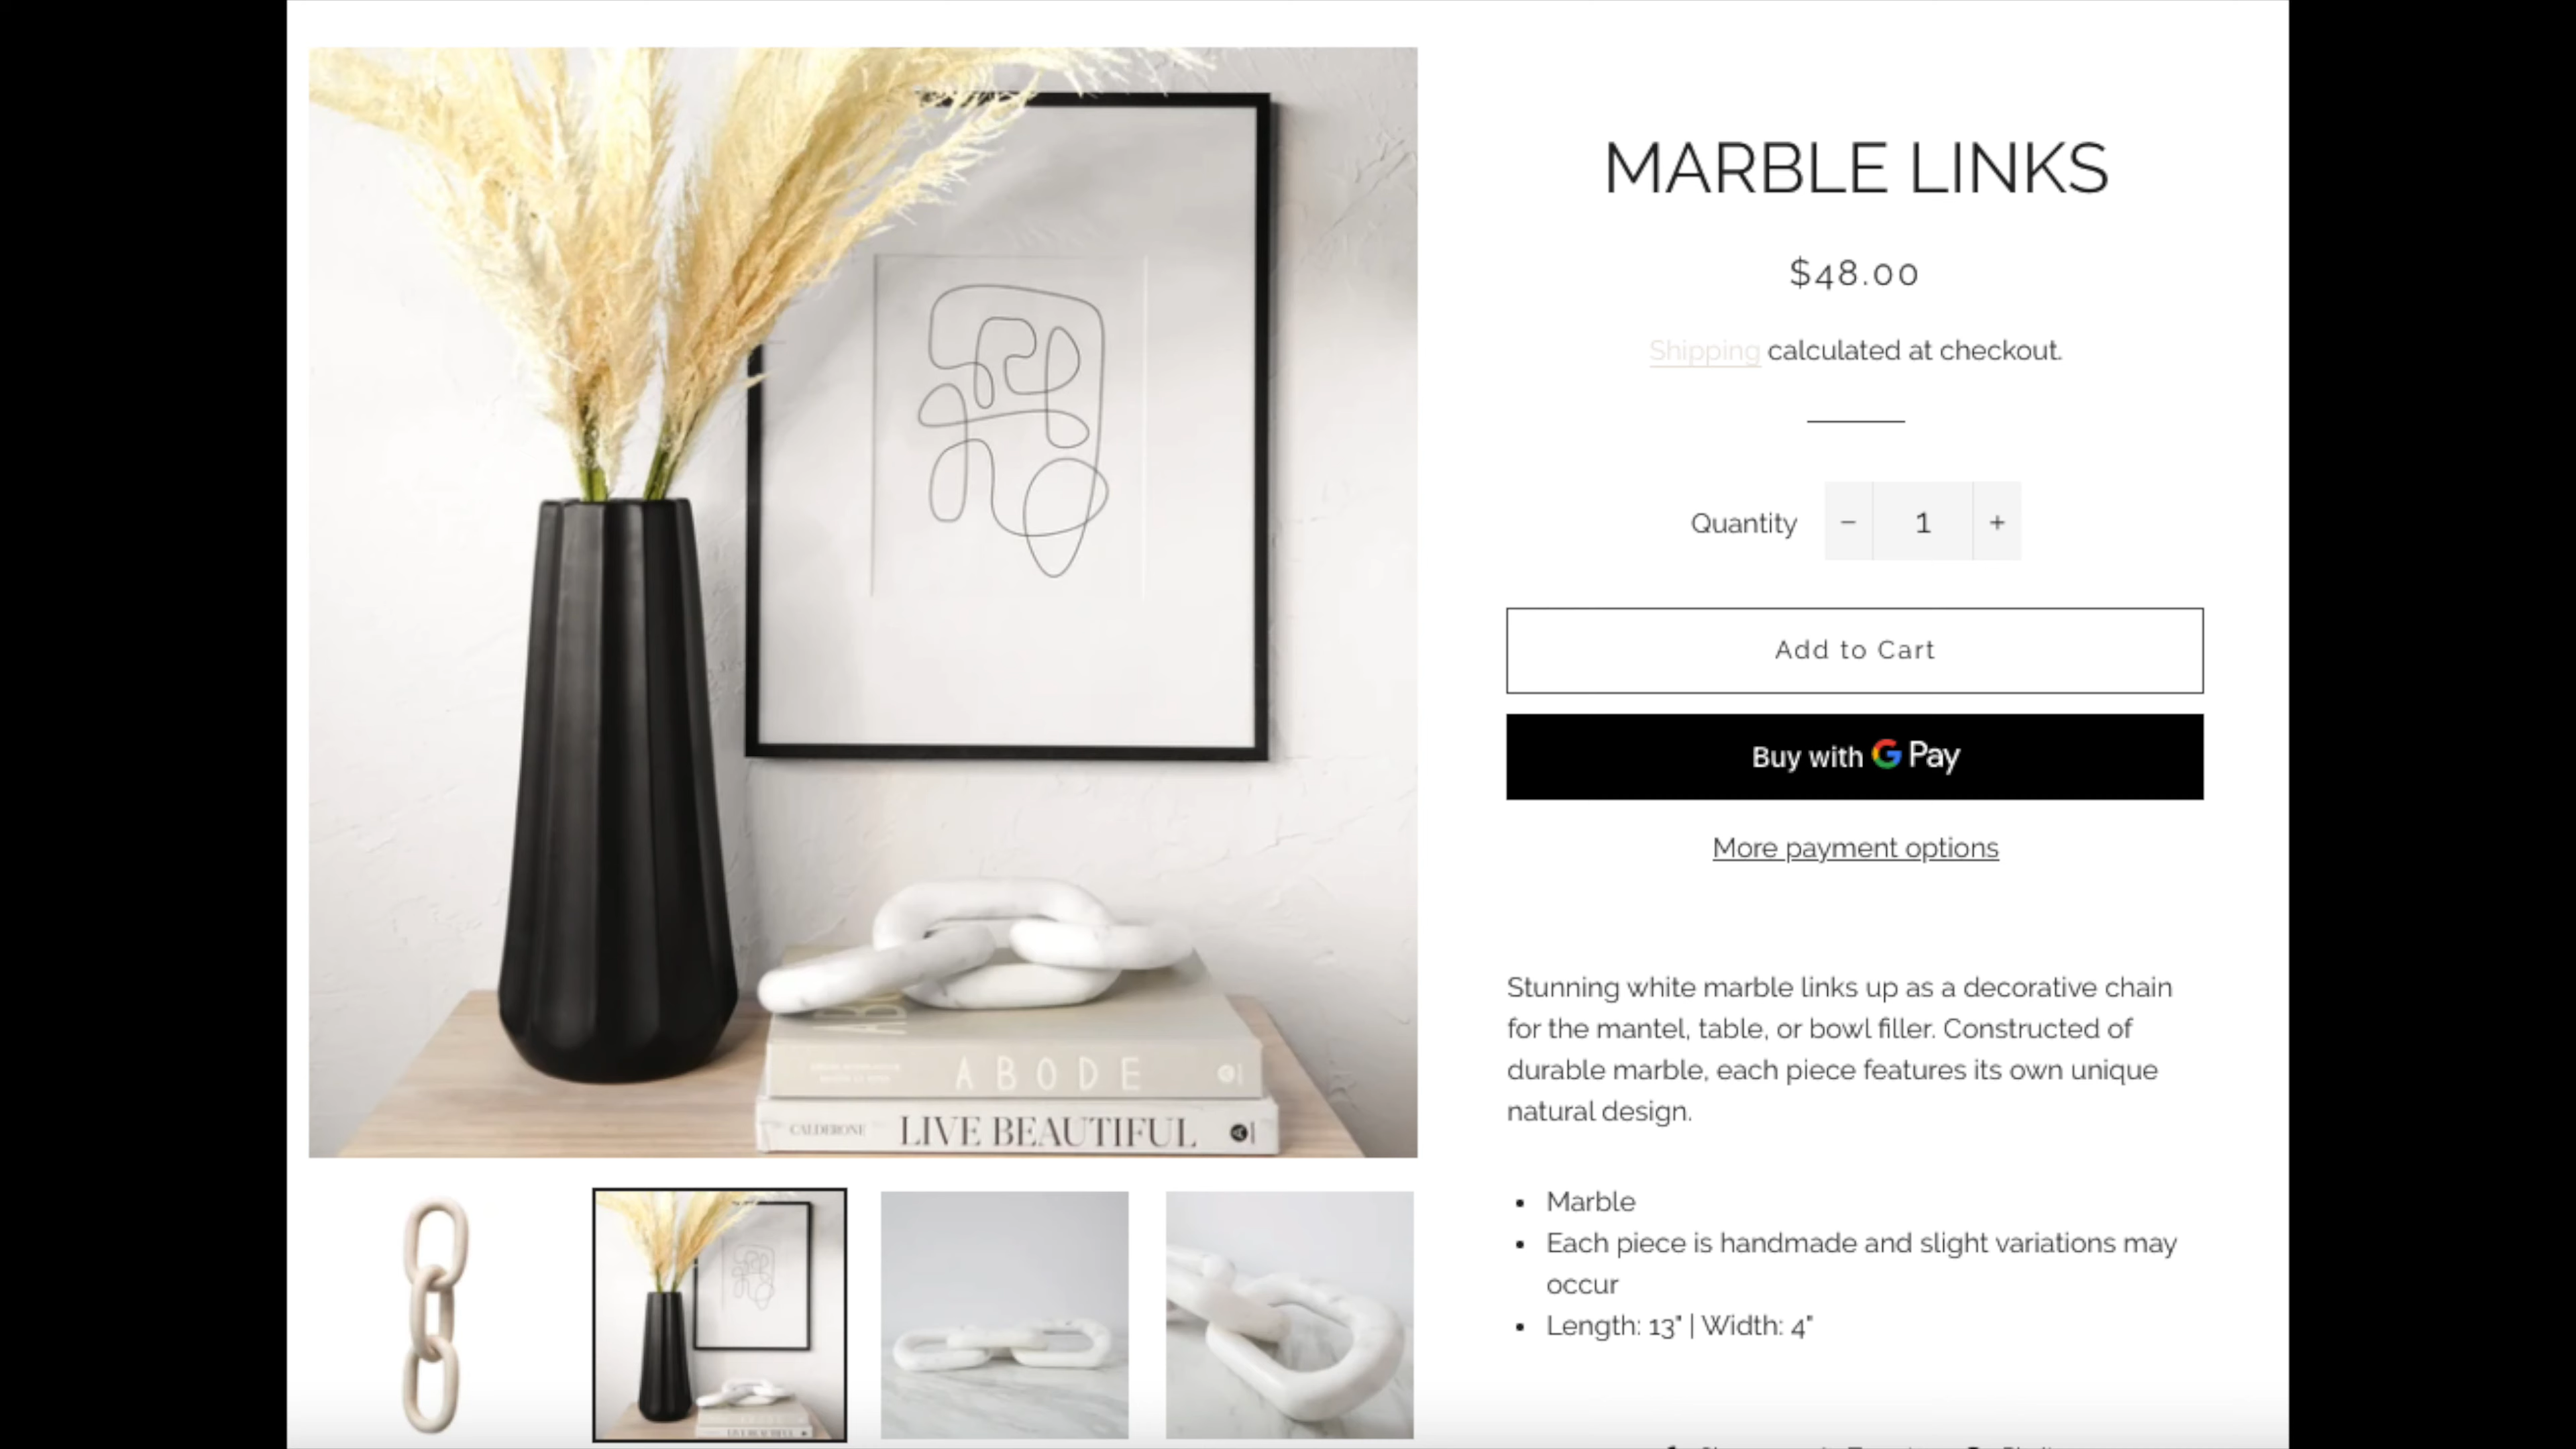 MARBLE LINKS
$48.00
Shipping calculated at checkout.
Quantity − 1 +
Add to Cart
Buy with G Pay
More payment options
Stunning white marble links up as a decorative chain
for the mantel, table, or bowl filler. Constructed of
durable marble, each piece features its own unique
natural design.
• Marble
• Each piece is handmade and slight variations may
occur
• Length: 13" | Width: 4"
ABODE
CALDERONE LIVE BEAUTIFUL